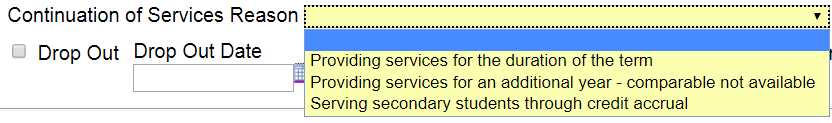 Continuation of Services Reason
Drop Out Drop Out Date
Providing services for the duration of the term
Providing services for an additional year - comparable not available
Serving secondary students through credit accrual